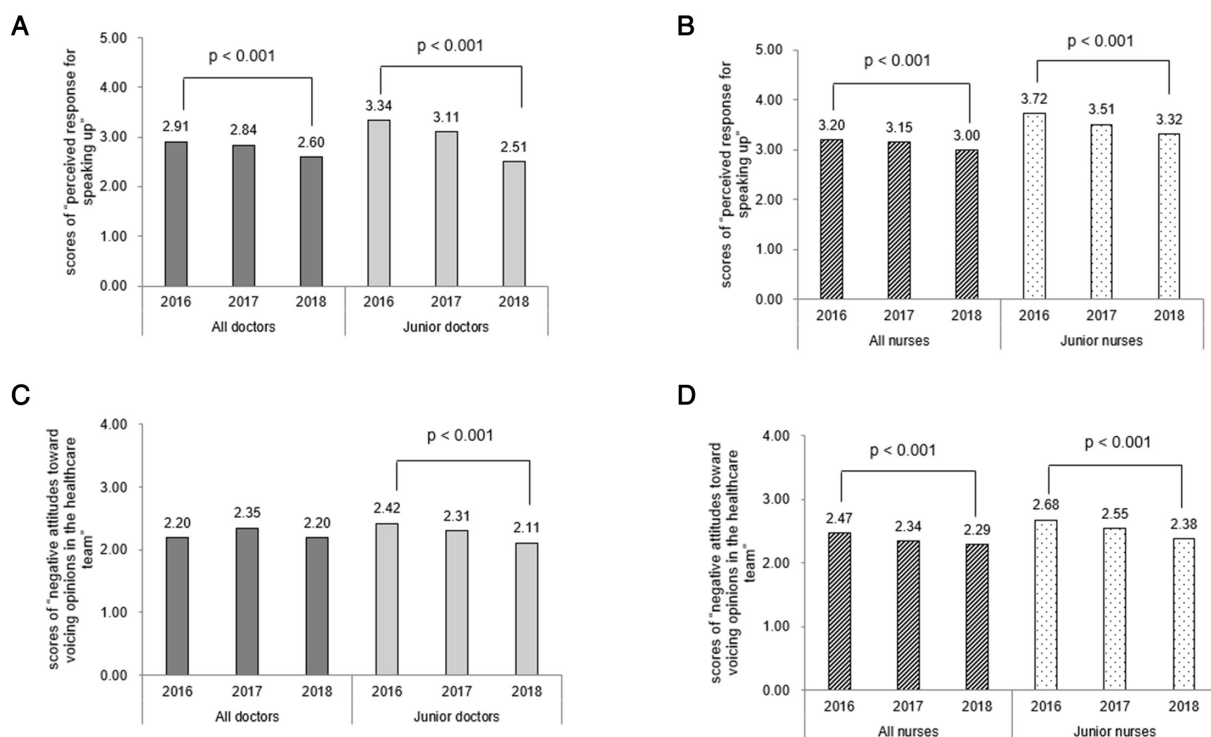 A
scores of "perceived response for
speaking up"
5.00
4.00
3.00
2.00
1.00
0.00
p < 0.001
p < 0.001
2.91
2.84
2.60
3.34
3.11
2.51
2016
2017
2018
2016
2017
2018
All doctors
Junior doctors
B
scores of "perceived response for
speaking up"
5.00
4.00
3.00
2.00
1.00
0.00
p < 0.001
p < 0.001
3.20
3.15
3.00
3.72
3.51
3.32
2016
2017
2018
2016
2017
2018
All nurses
Junior nurses
C
scores of "negative attitudes toward
voicing opinions in the healthcare
team"
4.00
3.00
2.00
1.00
0.00
p < 0.001
2.20
2.35
2.20
2.42
2.31
2.11
2016
2017
2018
2016
2017
2018
All doctors
Junior doctors
D
scores of "negative attitudes toward
voicing opinions in the healthcare
team"
4.00
3.00
2.00
1.00
0.00
p < 0.001
p < 0.001
2.47
2.34
2.29
2.68
2.55
2.38
2016
2017
2018
2016
2017
2018
All nurses
Junior nurses